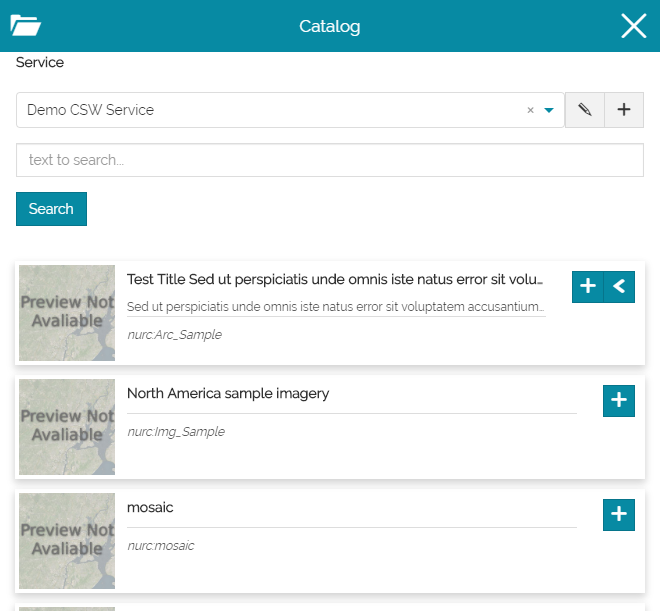 Catalog
Service
Demo CSW Service
text to search...
Search
Preview Not
Avaliable
Test Title Sed ut perspiciatis unde omnis iste natus error sit volu...
Sed ut perspiciatis unde omnis iste natus error sit voluptatem accusantium...
nurc:Arc_Sample
Preview Not
Avaliable
North America sample imagery
nurc:Img_Sample
Preview Not
Avaliable
mosaic
nurc:mosaic